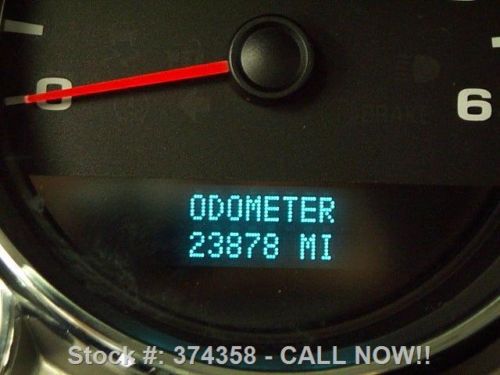 0
6
ODOMETER
23878 MI
Stock #: 374358 - CALL NOW!!